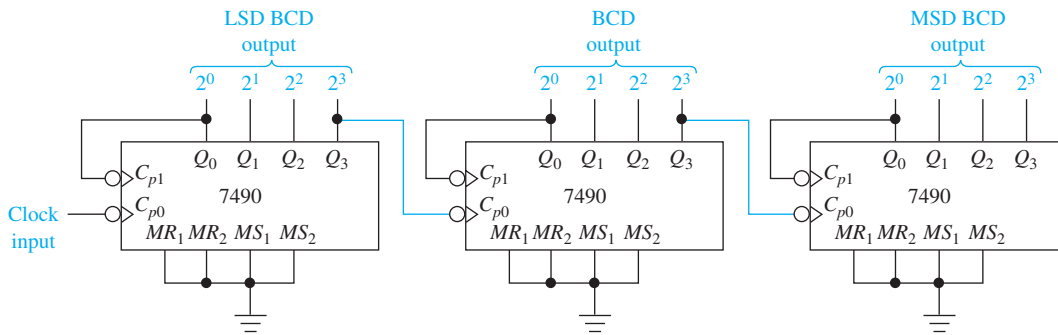 LSD BCD output
BCD output
MSD BCD output
2⁰ 2¹ 2² 2³
2⁰ 2¹ 2² 2³
2⁰ 2¹ 2² 2³
Q₀ Q₁ Q₂ Q₃
Q₀ Q₁ Q₂ Q₃
Q₀ Q₁ Q₂ Q₃
Cp1
Cp1
Cp1
7490
7490
7490
Clock input
Cp0
Cp0
Cp0
MR₁ MR₂ MS₁ MS₂
MR₁ MR₂ MS₁ MS₂
MR₁ MR₂ MS₁ MS₂